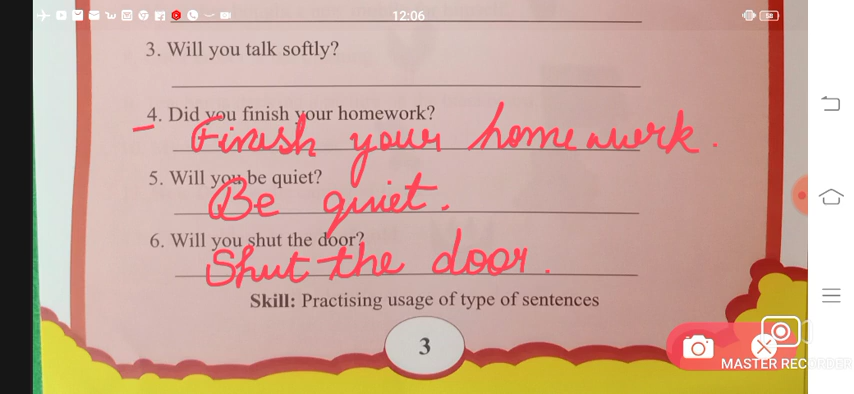 12:06
58
3. Will you talk softly?
4. Did you finish your homework?
- Finish your homework.
5. Will you be quiet?
Be quiet.
6. Will you shut the door?
Shut the door.
Skill: Practising usage of type of sentences
3
MASTER RECORDER